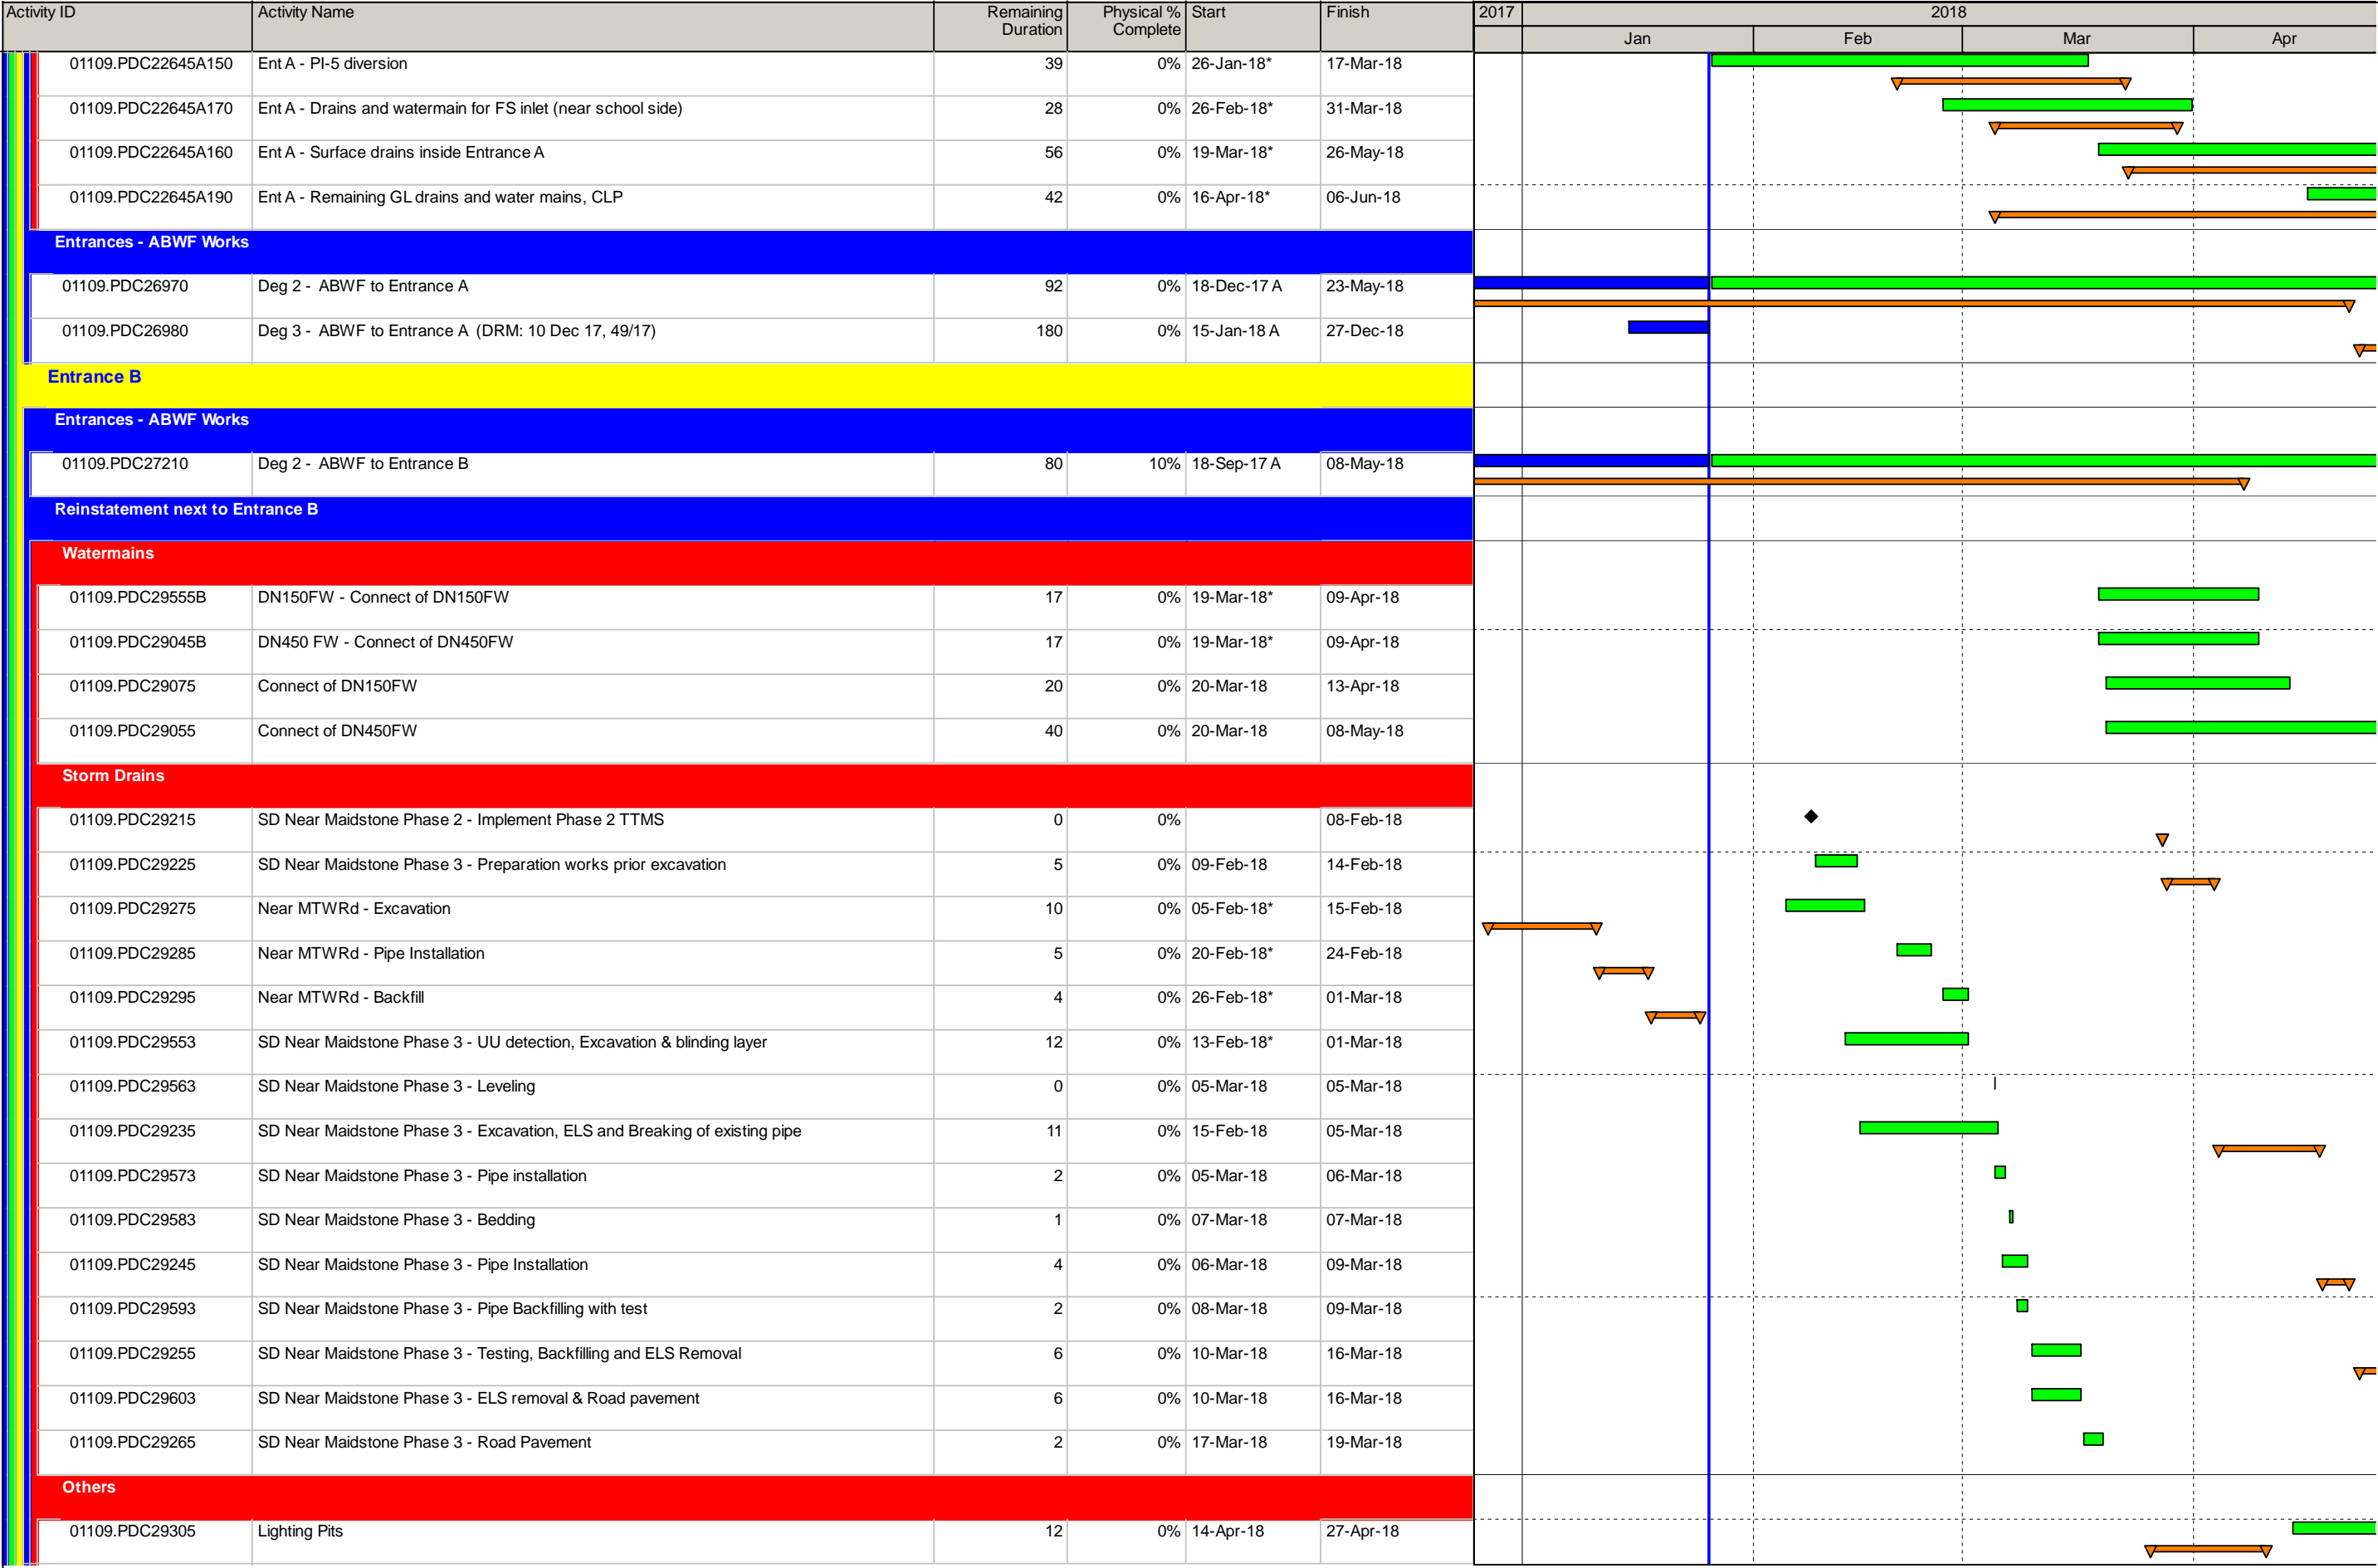 Activity ID Activity Name Remaining Duration Physical % Complete Start Finish 2017 2018
Jan Feb Mar Apr
01109.PDC22645A150 Ent A - PI-5 diversion 39 0% 26-Jan-18* 17-Mar-18
01109.PDC22645A170 Ent A - Drains and watermain for FS inlet (near school side) 28 0% 26-Feb-18* 31-Mar-18
01109.PDC22645A160 Ent A - Surface drains inside Entrance A 56 0% 19-Mar-18* 26-May-18
01109.PDC22645A190 Ent A - Remaining GL drains and water mains, CLP 42 0% 16-Apr-18* 06-Jun-18
Entrances - ABWF Works
01109.PDC26970 Deg 2 - ABWF to Entrance A 92 0% 18-Dec-17 A 23-May-18
01109.PDC26980 Deg 3 - ABWF to Entrance A (DRM: 10 Dec 17, 49/17) 180 0% 15-Jan-18 A 27-Dec-18
Entrance B
Entrances - ABWF Works
01109.PDC27210 Deg 2 - ABWF to Entrance B 80 10% 18-Sep-17 A 08-May-18
Reinstatement next to Entrance B
Watermains
01109.PDC29555B DN150FW - Connect of DN150FW 17 0% 19-Mar-18* 09-Apr-18
01109.PDC29045B DN450 FW - Connect of DN450FW 17 0% 19-Mar-18* 09-Apr-18
01109.PDC29075 Connect of DN150FW 20 0% 20-Mar-18 13-Apr-18
01109.PDC29055 Connect of DN450FW 40 0% 20-Mar-18 08-May-18
Storm Drains
01109.PDC29215 SD Near Maidstone Phase 2 - Implement Phase 2 TTMS 0 0% 08-Feb-18
01109.PDC29225 SD Near Maidstone Phase 3 - Preparation works prior excavation 5 0% 09-Feb-18 14-Feb-18
01109.PDC29275 Near MTWRd - Excavation 10 0% 05-Feb-18* 15-Feb-18
01109.PDC29285 Near MTWRd - Pipe Installation 5 0% 20-Feb-18* 24-Feb-18
01109.PDC29295 Near MTWRd - Backfill 4 0% 26-Feb-18* 01-Mar-18
01109.PDC29553 SD Near Maidstone Phase 3 - UU detection, Excavation & blinding layer 12 0% 13-Feb-18* 01-Mar-18
01109.PDC29563 SD Near Maidstone Phase 3 - Leveling 0 0% 05-Mar-18 05-Mar-18
01109.PDC29235 SD Near Maidstone Phase 3 - Excavation, ELS and Breaking of existing pipe 11 0% 15-Feb-18 05-Mar-18
01109.PDC29573 SD Near Maidstone Phase 3 - Pipe installation 2 0% 05-Mar-18 06-Mar-18
01109.PDC29583 SD Near Maidstone Phase 3 - Bedding 1 0% 07-Mar-18 07-Mar-18
01109.PDC29245 SD Near Maidstone Phase 3 - Pipe Installation 4 0% 06-Mar-18 09-Mar-18
01109.PDC29593 SD Near Maidstone Phase 3 - Pipe Backfilling with test 2 0% 08-Mar-18 09-Mar-18
01109.PDC29255 SD Near Maidstone Phase 3 - Testing, Backfilling and ELS Removal 6 0% 10-Mar-18 16-Mar-18
01109.PDC29603 SD Near Maidstone Phase 3 - ELS removal & Road pavement 6 0% 10-Mar-18 16-Mar-18
01109.PDC29265 SD Near Maidstone Phase 3 - Road Pavement 2 0% 17-Mar-18 19-Mar-18
Others
01109.PDC29305 Lighting Pits 12 0% 14-Apr-18 27-Apr-18